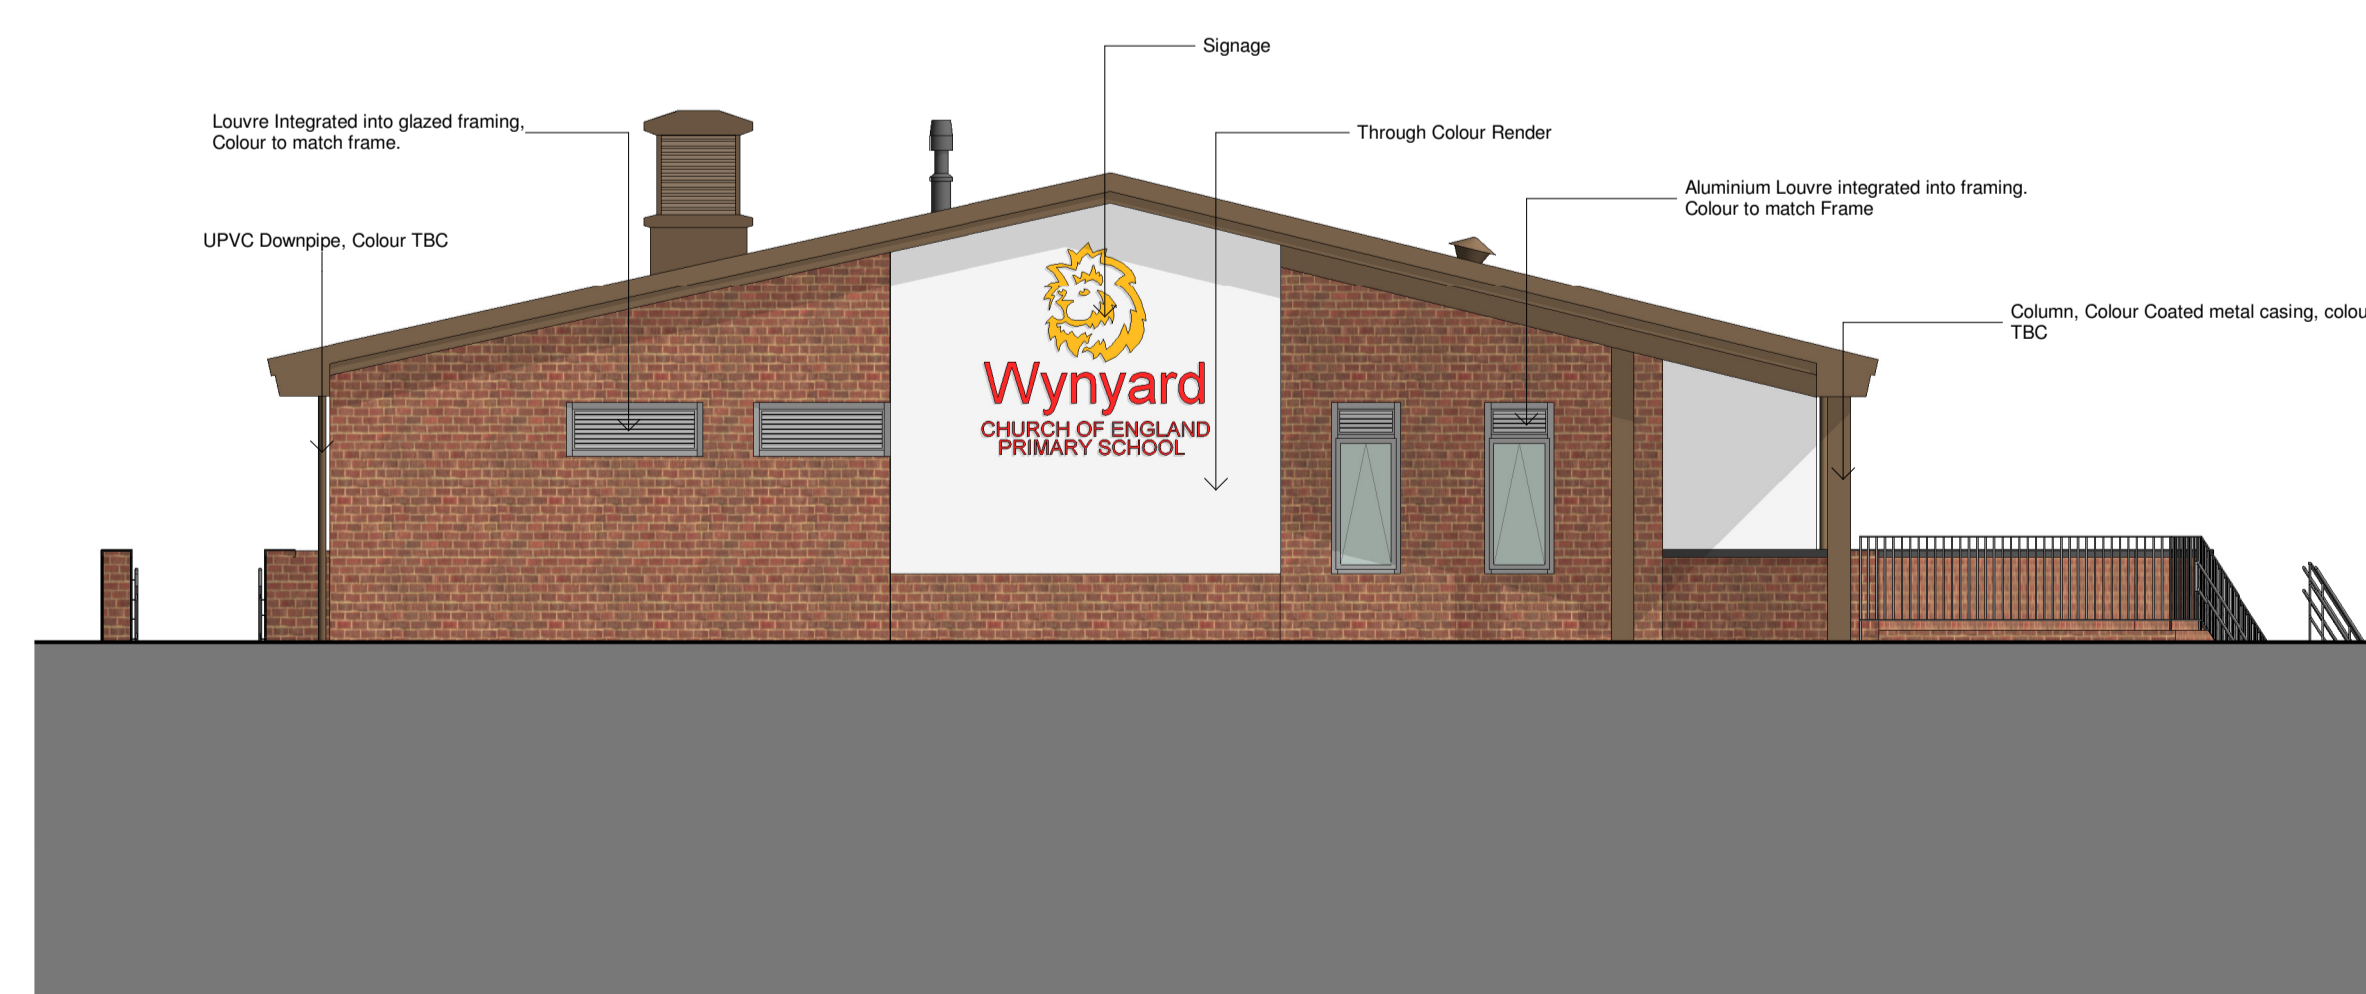 Signage
Louvre Integrated into glazed framing,
Colour to match frame.
Through Colour Render
Aluminium Louvre integrated into framing.
Colour to match Frame
UPVC Downpipe, Colour TBC
Column, Colour Coated metal casing, colou
TBC
Wynyard
CHURCH OF ENGLAND
PRIMARY SCHOOL